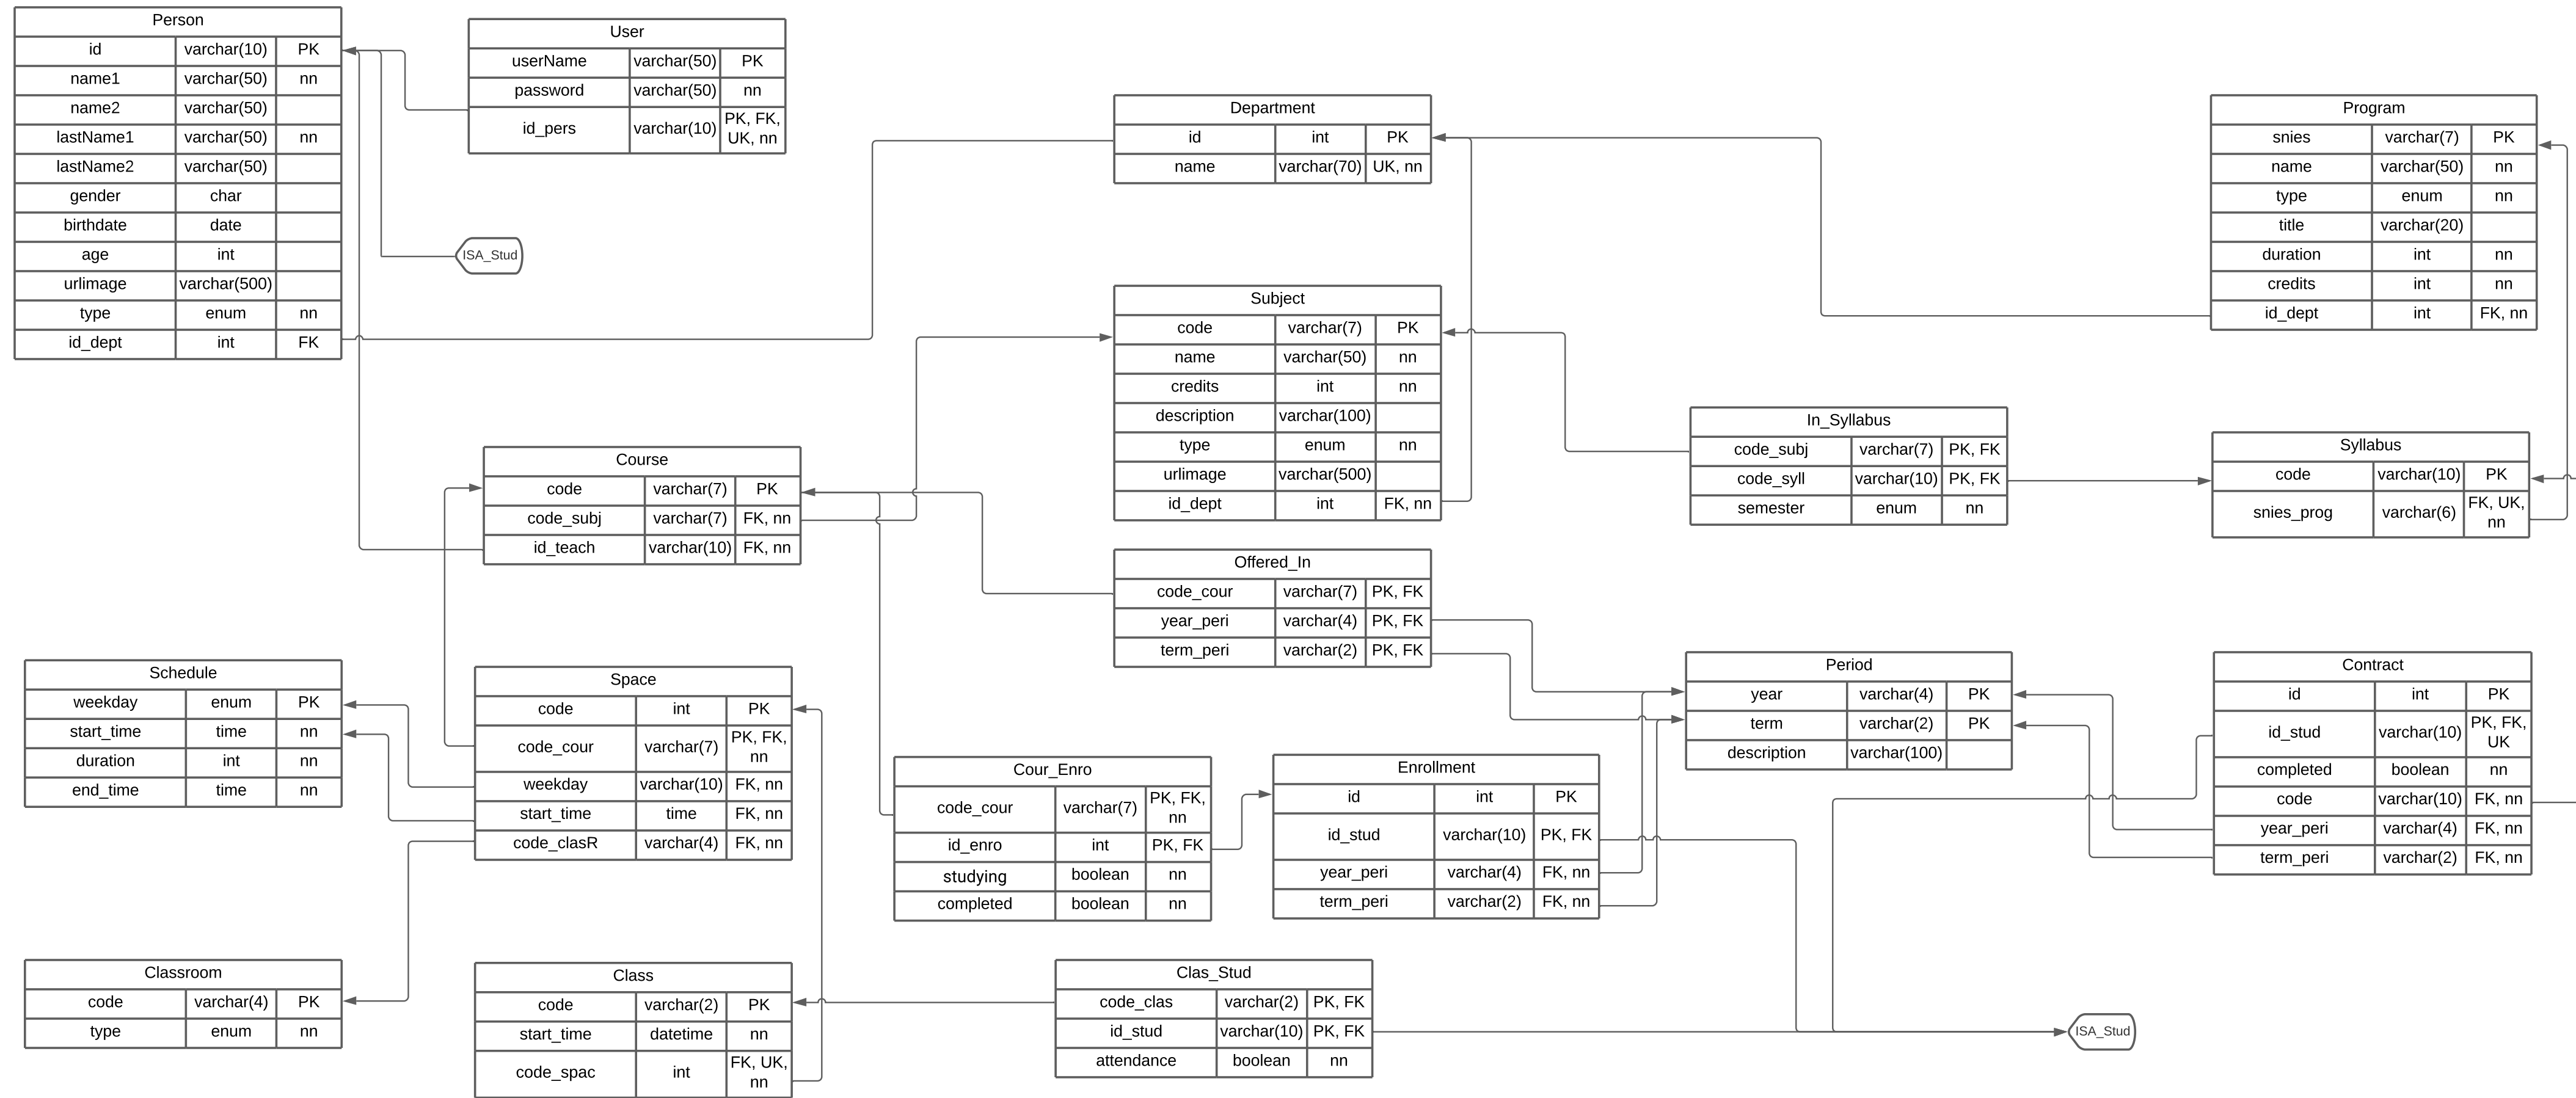 Person
id varchar(10) PK
name1 varchar(50) nn
name2 varchar(50)
lastName1 varchar(50) nn
lastName2 varchar(50)
gender char
birthdate date
age int
urlimage varchar(500)
type enum nn
id_dept int FK
User
userName varchar(50) PK
password varchar(50) nn
id_pers varchar(10) PK, FK,
UK, nn
ISA_Stud
Department
id int PK
name varchar(70) UK, nn
Program
snies varchar(7) PK
name varchar(50) nn
type enum nn
title varchar(20)
duration int nn
credits int nn
id_dept int FK, nn
Subject
code varchar(7) PK
name varchar(50) nn
credits int nn
description varchar(100)
type enum nn
urlimage varchar(500)
id_dept int FK, nn
In_Syllabus
code_subj varchar(7) PK, FK
code_syll varchar(10) PK, FK
semester enum nn
Syllabus
code varchar(10) PK
snies_prog varchar(6) FK, UK,
nn
Course
code varchar(7) PK
code_subj varchar(7) FK, nn
id_teach varchar(10) FK, nn
Offered_In
code_cour varchar(7) PK, FK
year_peri varchar(4) PK, FK
term_peri varchar(2) PK, FK
Schedule
weekday enum PK
start_time time nn
duration int nn
end_time time nn
Space
code int PK
code_cour varchar(7) PK, FK,
nn
weekday varchar(10) FK, nn
start_time time FK, nn
code_clasR varchar(4) FK, nn
Period
year varchar(4) PK
term varchar(2) PK
description varchar(100)
Contract
id int PK
id_stud varchar(10) PK, FK,
UK
completed boolean nn
code varchar(10) FK, nn
year_peri varchar(4) FK, nn
term_peri varchar(2) FK, nn
Cour_Enro
code_cour varchar(7) PK, FK,
nn
id_enro int PK, FK
studying boolean nn
completed boolean nn
Enrollment
id int PK
id_stud varchar(10) PK, FK
year_peri varchar(4) FK, nn
term_peri varchar(2) FK, nn
Classroom
code varchar(4) PK
type enum nn
Class
code varchar(2) PK
start_time datetime nn
code_spac int FK, UK,
nn
Clas_Stud
code_clas varchar(2) PK, FK
id_stud varchar(10) PK, FK
attendance boolean nn
ISA_Stud